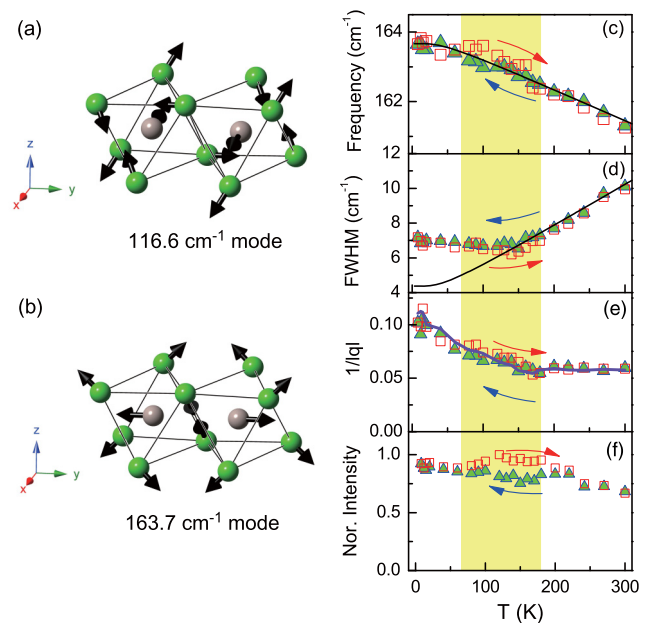 (a)
z
y
x
116.6 cm⁻¹ mode
(b)
z
y
x
163.7 cm⁻¹ mode
(c)
164
162
Frequency (cm⁻¹)
(d)
12
10
8
6
4
FWHM (cm⁻¹)
(e)
0.10
0.05
0.00
1/|q|
(f)
1.0
0.5
0.0
Nor. Intensity
0 100 200 300
T (K)